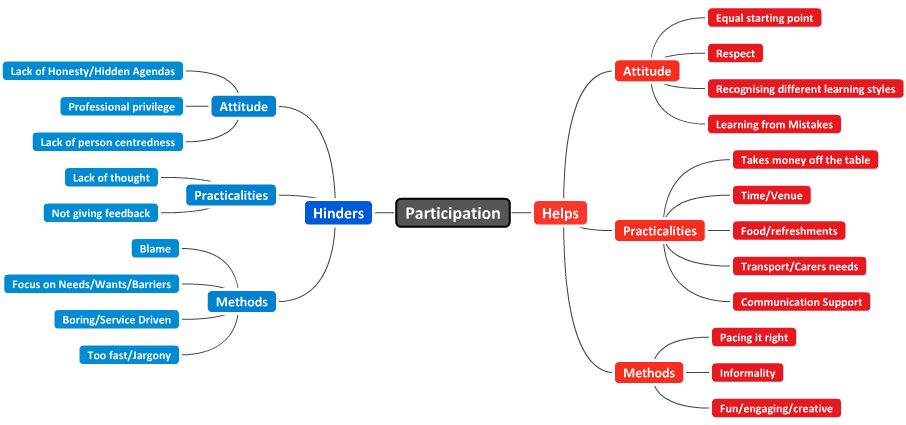 Participation
Hinders
Attitude
Lack of Honesty/Hidden Agendas
Professional privilege
Lack of person centredness
Practicalities
Lack of thought
Not giving feedback
Methods
Blame
Focus on Needs/Wants/Barriers
Boring/Service Driven
Too fast/Jargony
Helps
Attitude
Equal starting point
Respect
Recognising different learning styles
Learning from Mistakes
Practicalities
Takes money off the table
Time/Venue
Food/refreshments
Transport/Carers needs
Communication Support
Methods
Pacing it right
Informality
Fun/engaging/creative